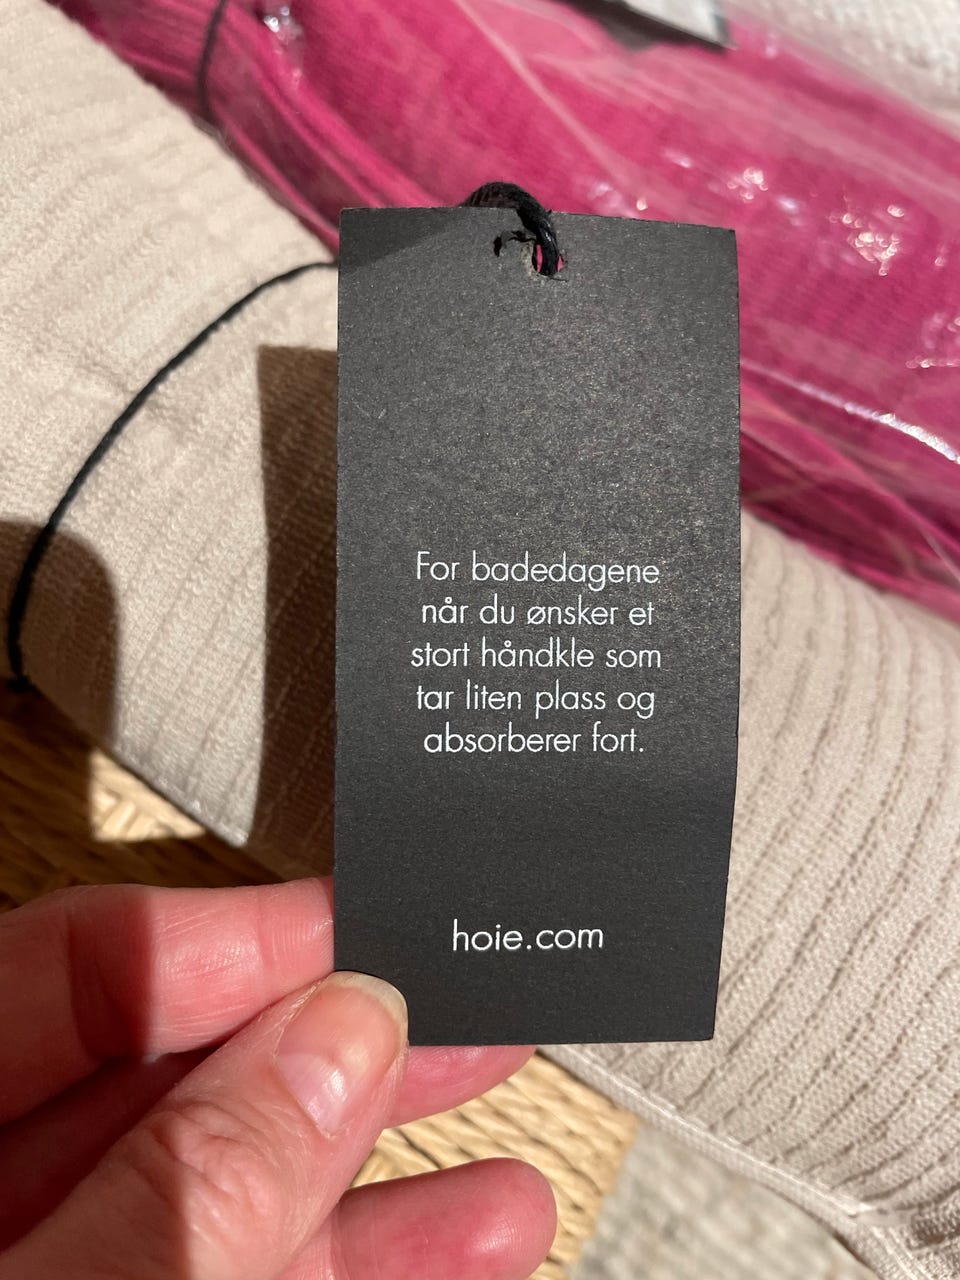 For badedagene
når du ønsker et
stort håndkle som
tar liten plass og
absorberer fort.
hoie.com